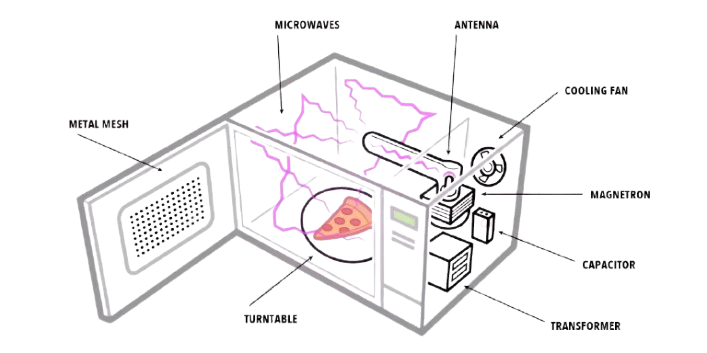 MICROWAVES
ANTENNA
COOLING FAN
METAL MESH
MAGNETRON
CAPACITOR
TURNTABLE
TRANSFORMER